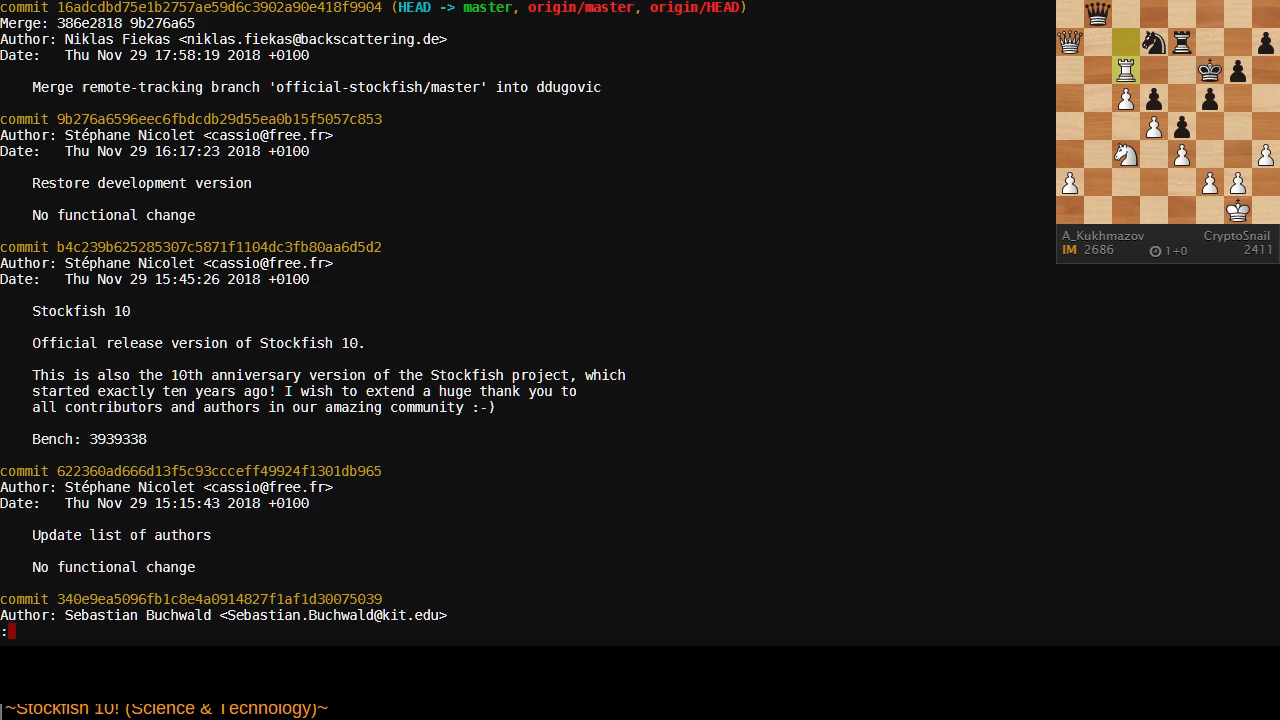 commit 16adcdbd75e1b2757ae59d6c3902a90e418f9904 (HEAD -> master, origin/master, origin/HEAD)
Merge: 386e2818 9b276a65
Author: Niklas Fiekas <niklas.fiekas@backscattering.de>
Date:   Thu Nov 29 17:58:19 2018 +0100
    Merge remote-tracking branch 'official-stockfish/master' into ddugovic
commit 9b276a6596eec6fbdcdb29d55ea0b15f5057c853
Author: Stéphane Nicolet <cassio@free.fr>
Date:   Thu Nov 29 16:17:23 2018 +0100
    Restore development version
    No functional change
commit b4c239b625285307c5871f1104dc3fb80aa6d5d2
Author: Stéphane Nicolet <cassio@free.fr>
Date:   Thu Nov 29 15:45:26 2018 +0100
    Stockfish 10
    Official release version of Stockfish 10.
    This is also the 10th anniversary version of the Stockfish project, which
    started exactly ten years ago! I wish to extend a huge thank you to
    all contributors and authors in our amazing community :-)
    Bench: 3939338
commit 622360ad666d13f5c93ccceff49924f1301db965
Author: Stéphane Nicolet <cassio@free.fr>
Date:   Thu Nov 29 15:15:43 2018 +0100
    Update list of authors
    No functional change
commit 340e9ea5096fb1c8e4a0914827f1af1d30075039
Author: Sebastian Buchwald <Sebastian.Buchwald@kit.edu>
:
A_Kukhmazov CryptoSnail
IM 2686 1+0 2411
~Stockfish 10! (Science & Technology)~